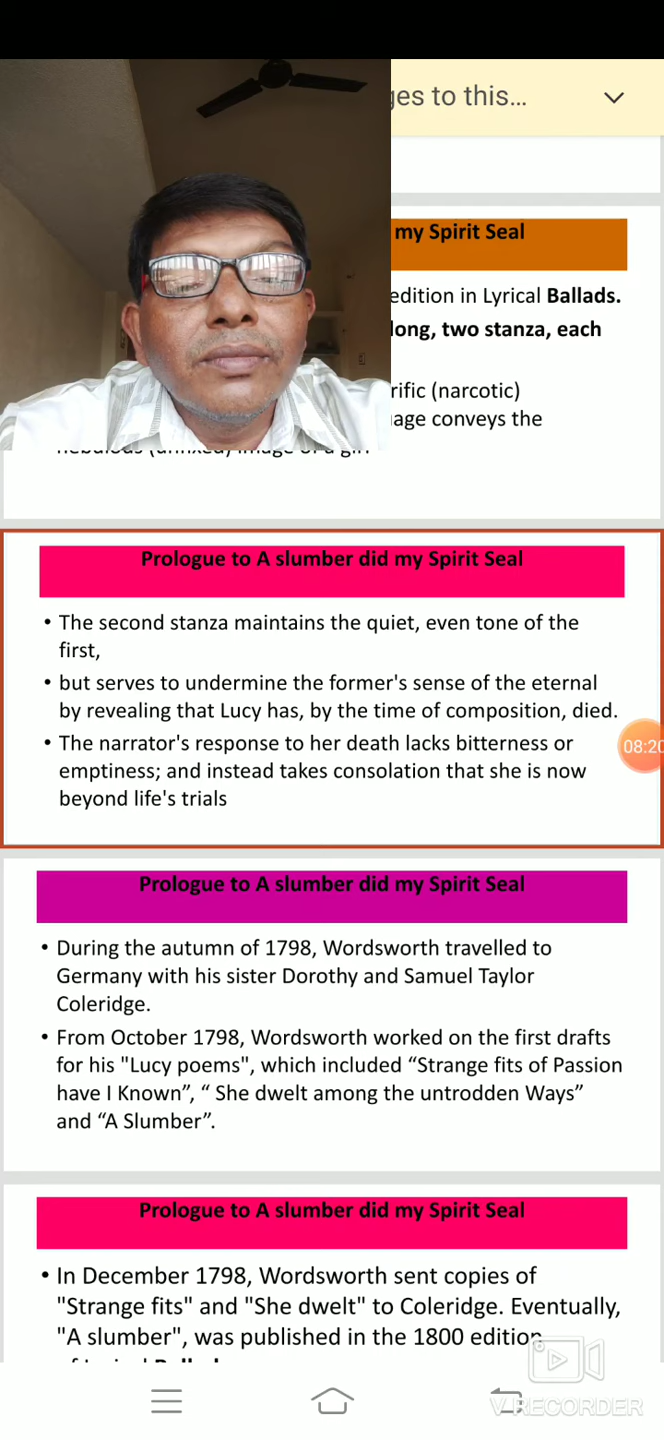 ges to this...
my Spirit Seal
edition in Lyrical Ballads.
long, two stanza, each
rific (narcotic)
age conveys the
nebulous (unfixed) image of a girl
Prologue to A slumber did my Spirit Seal
• The second stanza maintains the quiet, even tone of the
first,
• but serves to undermine the former's sense of the eternal
by revealing that Lucy has, by the time of composition, died.
• The narrator's response to her death lacks bitterness or
emptiness; and instead takes consolation that she is now
beyond life's trials
08:20
Prologue to A slumber did my Spirit Seal
• During the autumn of 1798, Wordsworth travelled to
Germany with his sister Dorothy and Samuel Taylor
Coleridge.
• From October 1798, Wordsworth worked on the first drafts
for his "Lucy poems", which included “Strange fits of Passion
have I Known”, “ She dwelt among the untrodden Ways”
and “A Slumber”.
Prologue to A slumber did my Spirit Seal
• In December 1798, Wordsworth sent copies of
"Strange fits" and "She dwelt" to Coleridge. Eventually,
"A slumber", was published in the 1800 edition
of Lyrical Ballads
V RECORDER